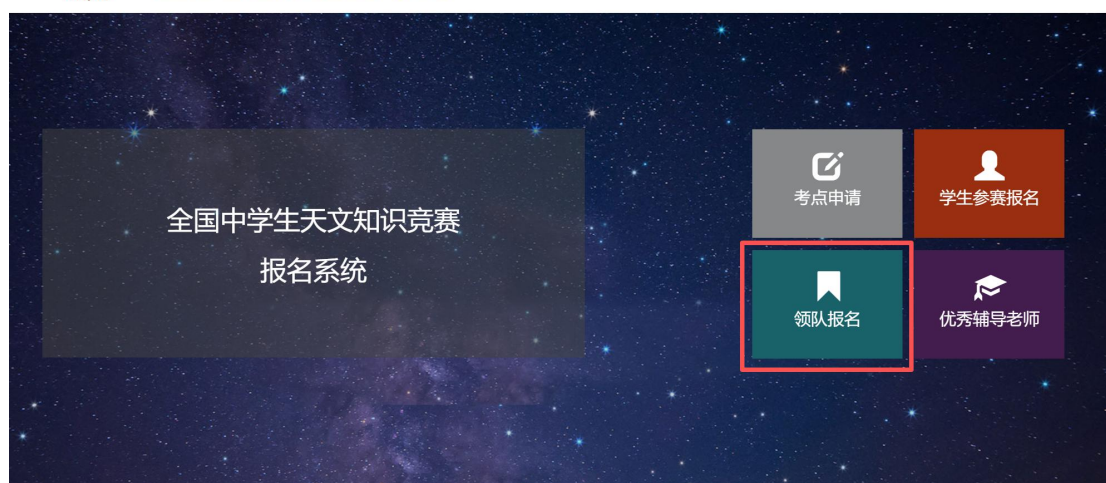 全国中学生天文知识竞赛
报名系统
考点申请
学生参赛报名
领队报名
优秀辅导老师